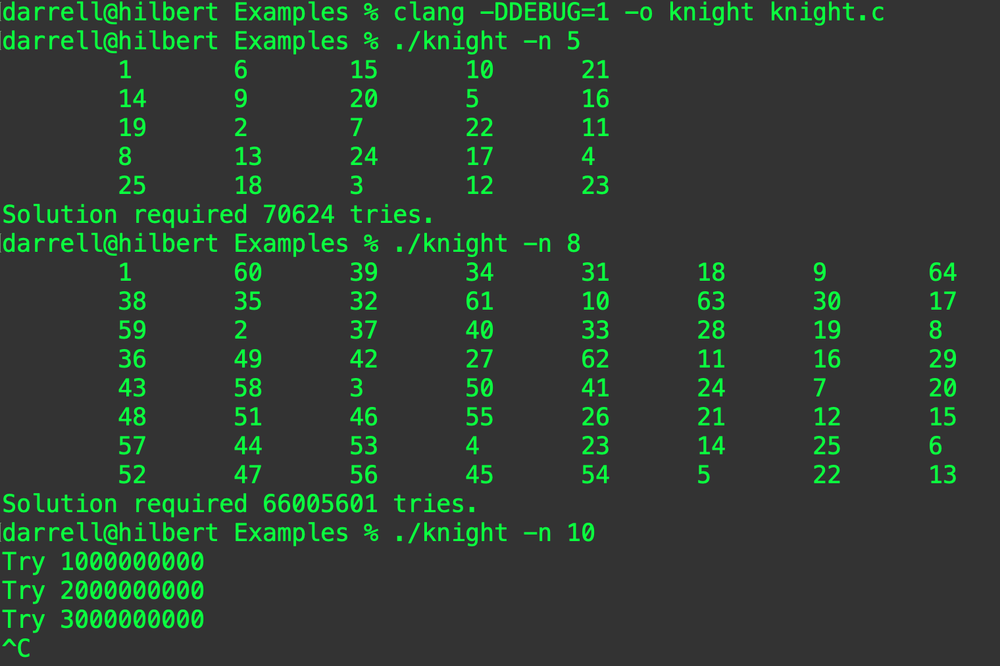 darrell@hilbert Examples % clang -DDEBUG=1 -o knight knight.c
darrell@hilbert Examples % ./knight -n 5
1 6 15 10 21
14 9 20 5 16
19 2 7 22 11
8 13 24 17 4
25 18 3 12 23
Solution required 70624 tries.
darrell@hilbert Examples % ./knight -n 8
1 60 39 34 31 18 9 64
38 35 32 61 10 63 30 17
59 2 37 40 33 28 19 8
36 49 42 27 62 11 16 29
43 58 3 50 41 24 7 20
48 51 46 55 26 21 12 15
57 44 53 4 23 14 25 6
52 47 56 45 54 5 22 13
Solution required 66005601 tries.
darrell@hilbert Examples % ./knight -n 10
Try 1000000000
Try 2000000000
Try 3000000000
^C